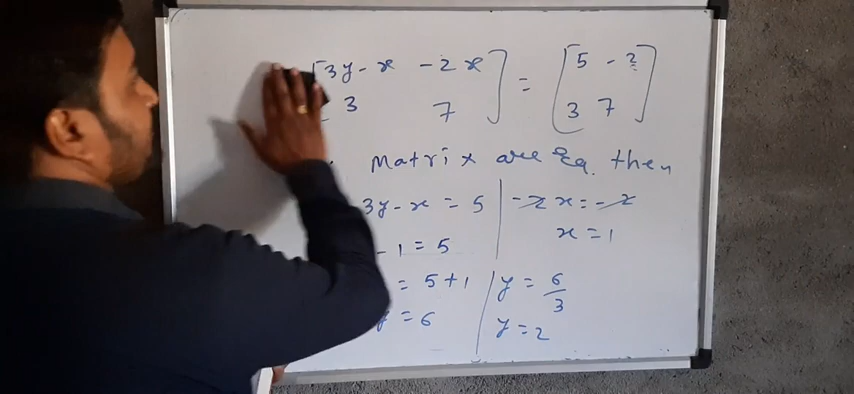 [3y-x -2x] = [5 -2]
[3 7] [3 7]
Matrix are Eq. then
3y-x = 5 | -2x = -2
x = 1
- 1 = 5
= 5+1 | y = 6/3
y = 6 y = 2